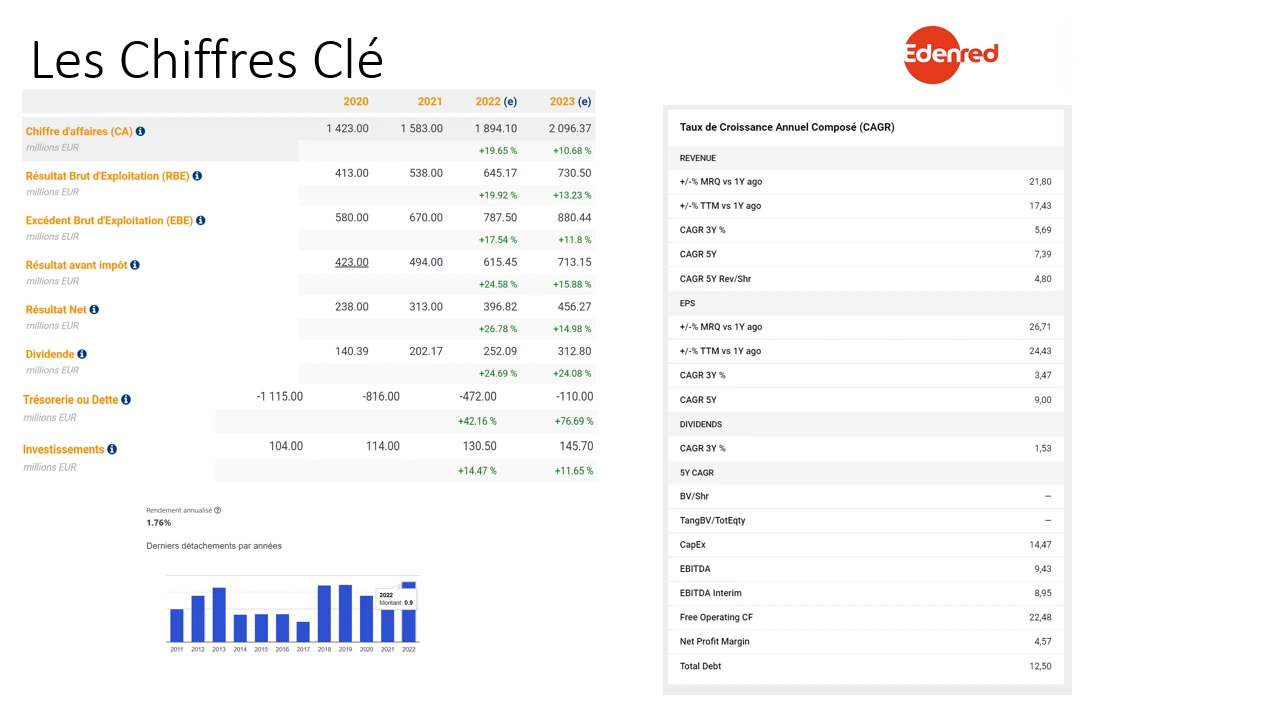 Les Chiffres Clé
Edenred
2020 2021 2022 (e) 2023 (e)
Chiffre d'affaires (CA) 1 423.00 1 583.00 1 894.10 2 096.37
millions EUR +19.65 % +10.68 %
Résultat Brut d'Exploitation (RBE) 413.00 538.00 645.17 730.50
millions EUR +19.92 % +13.23 %
Excédent Brut d'Exploitation (EBE) 580.00 670.00 787.50 880.44
millions EUR +17.54 % +11.8 %
Résultat avant impôt 423.00 494.00 615.45 713.15
millions EUR +24.58 % +15.88 %
Résultat Net 238.00 313.00 396.82 456.27
millions EUR +26.78 % +14.98 %
Dividende 140.39 202.17 252.09 312.80
millions EUR +24.69 % +24.08 %
Trésorerie ou Dette -1 115.00 -816.00 -472.00 -110.00
millions EUR +42.16 % +76.69 %
Investissements 104.00 114.00 130.50 145.70
millions EUR +14.47 % +11.65 %
Rendement annualisé
1.76%
Derniers détachements par années
2022
Montant: 0.9
2011 2012 2013 2014 2015 2016 2017 2018 2019 2020 2021 2022
Taux de Croissance Annuel Composé (CAGR)
REVENUE
+/-% MRQ vs 1Y ago 21,80
+/-% TTM vs 1Y ago 17,43
CAGR 3Y % 5,69
CAGR 5Y 7,39
CAGR 5Y Rev/Shr 4,80
EPS
+/-% MRQ vs 1Y ago 26,71
+/-% TTM vs 1Y ago 24,43
CAGR 3Y % 3,47
CAGR 5Y 9,00
DIVIDENDS
CAGR 3Y % 1,53
5Y CAGR
BV/Shr –
TangBV/TotEqty –
CapEx 14,47
EBITDA 9,43
EBITDA Interim 8,95
Free Operating CF 22,48
Net Profit Margin 4,57
Total Debt 12,50